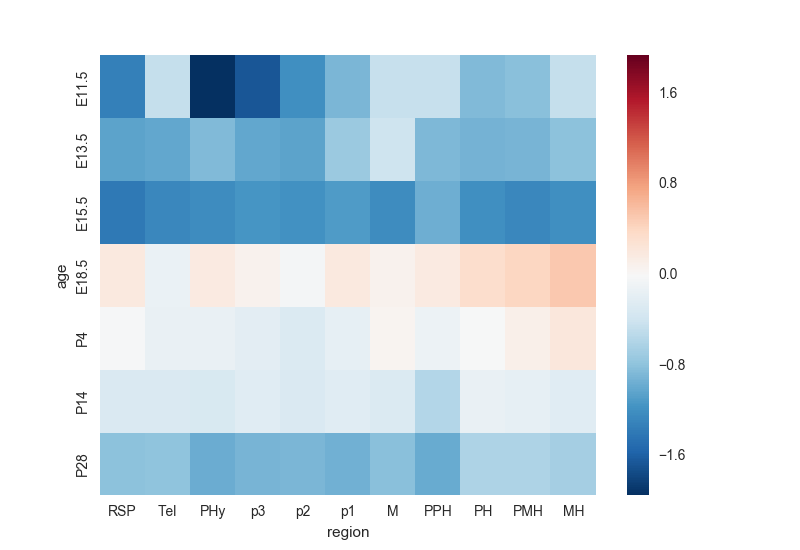 age
E11.5
E13.5
E15.5
E18.5
P4
P14
P28
RSP Tel PHy p3 p2 p1 M PPH PH PMH MH
region
1.6
0.8
0.0
−0.8
−1.6